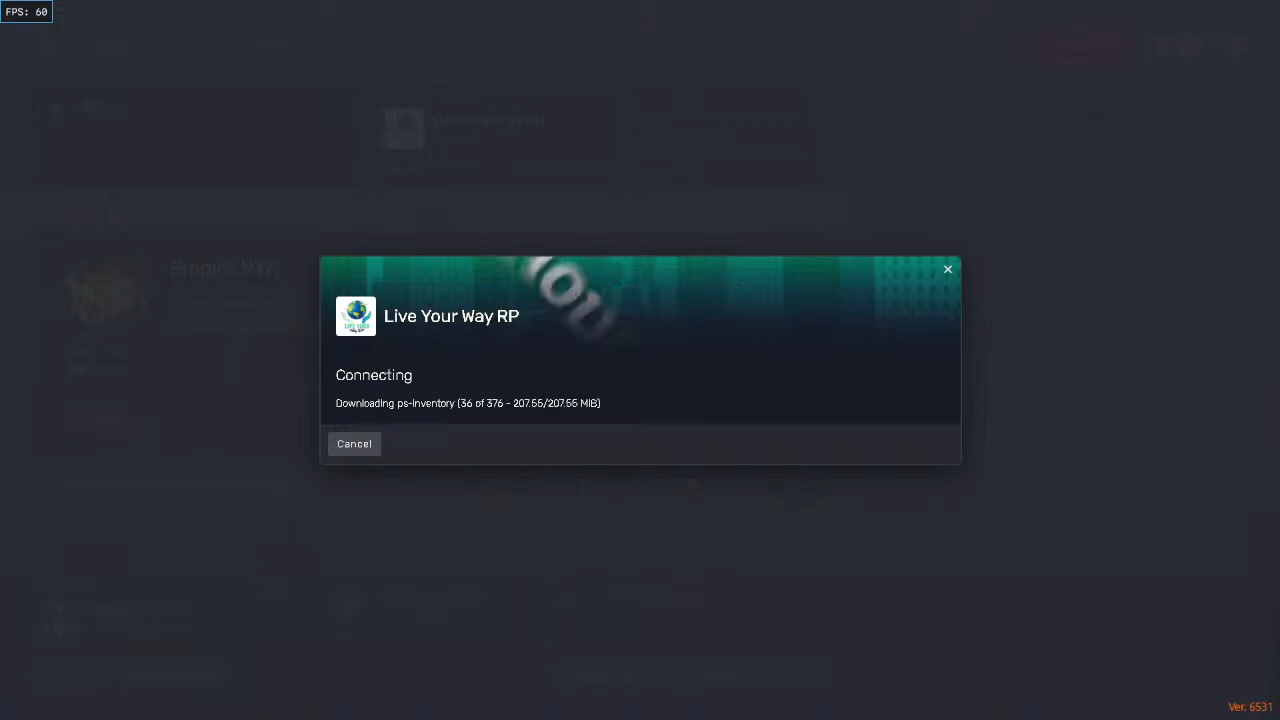 FPS: 60
Live Your Way RP
Connecting
Downloading ps-inventory (36 of 376 - 207.55/207.55 MiB)
Cancel
Ver. 6531